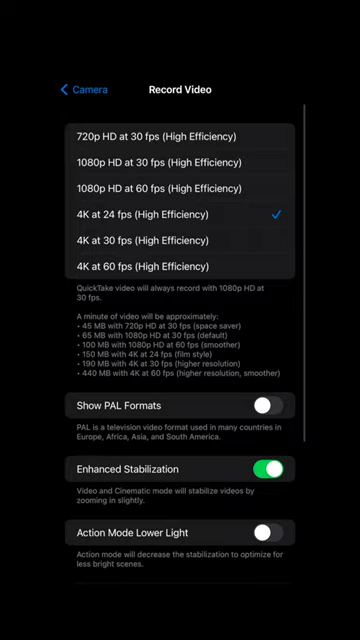 Camera
Record Video
720p HD at 30 fps (High Efficiency)
1080p HD at 30 fps (High Efficiency)
1080p HD at 60 fps (High Efficiency)
4K at 24 fps (High Efficiency)
4K at 30 fps (High Efficiency)
4K at 60 fps (High Efficiency)
QuickTake video will always record with 1080p HD at
30 fps.
A minute of video will be approximately:
• 45 MB with 720p HD at 30 fps (space saver)
• 65 MB with 1080p HD at 30 fps (default)
• 100 MB with 1080p HD at 60 fps (smoother)
• 150 MB with 4K at 24 fps (film style)
• 190 MB with 4K at 30 fps (higher resolution)
• 440 MB with 4K at 60 fps (higher resolution, smoother)
Show PAL Formats
PAL is a television video format used in many countries in
Europe, Africa, Asia, and South America.
Enhanced Stabilization
Video and Cinematic mode will stabilize videos by
zooming in slightly.
Action Mode Lower Light
Action mode will decrease the stabilization to optimize for
less bright scenes.